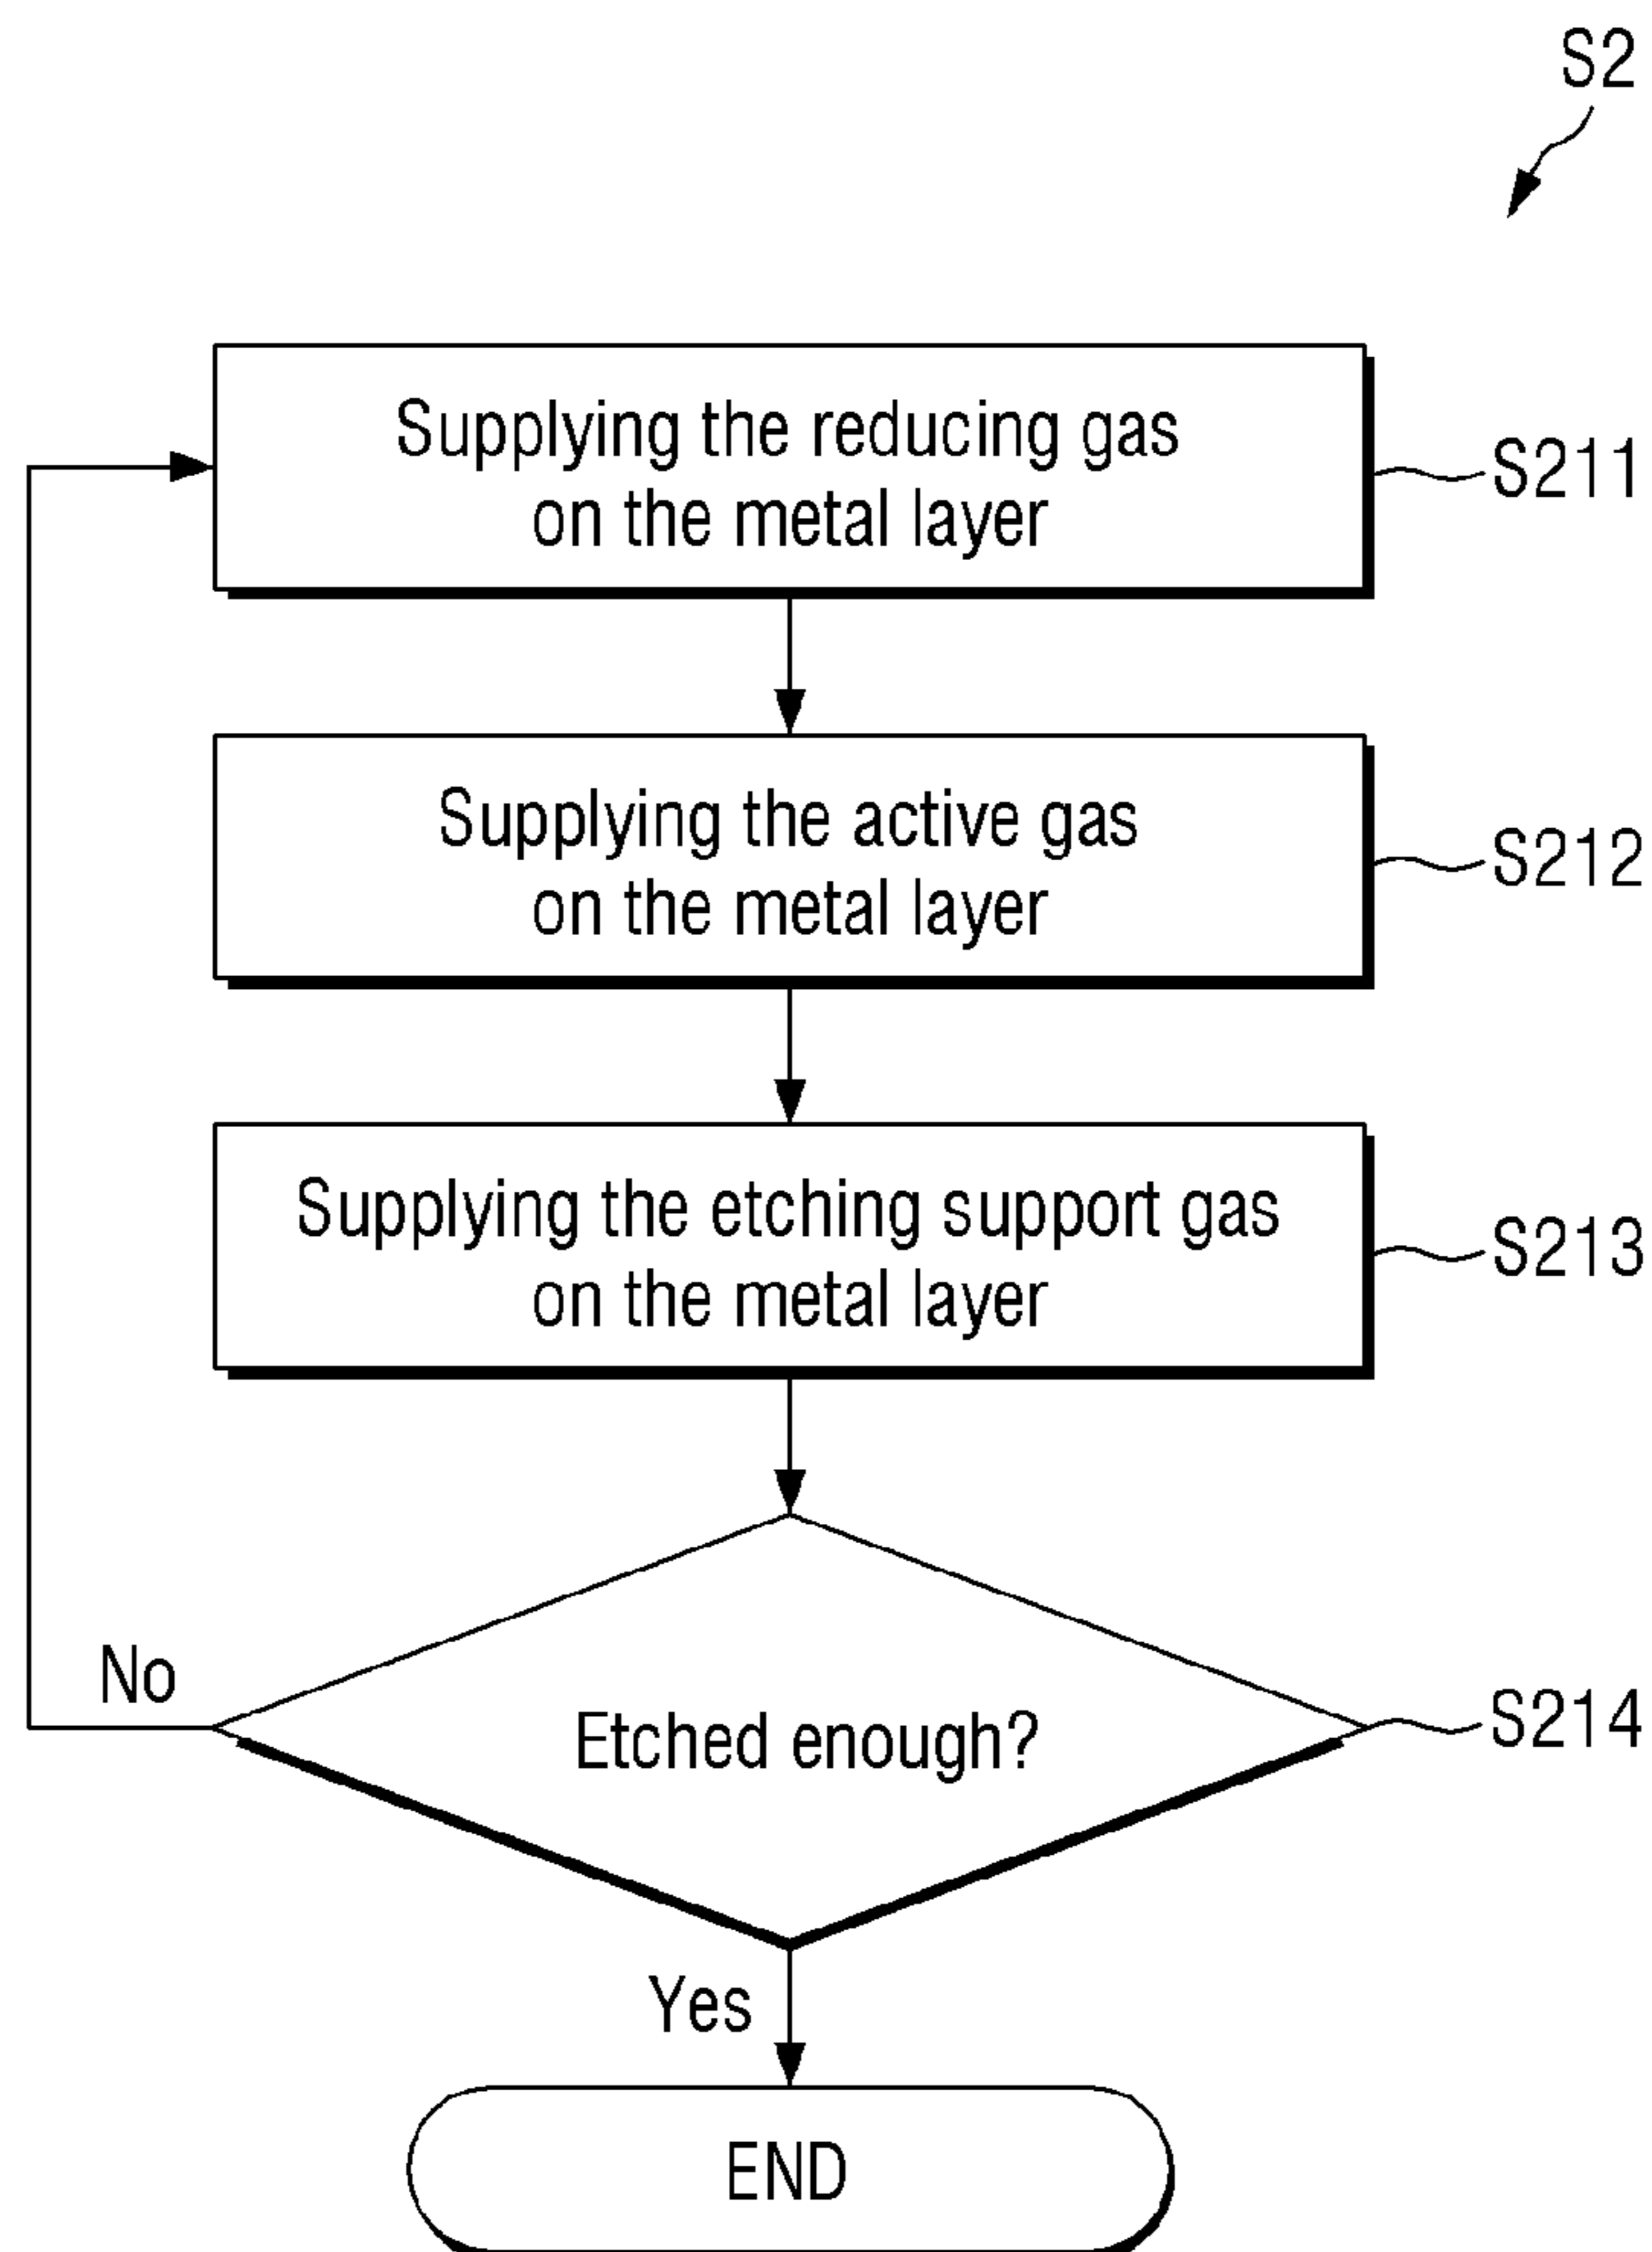 S2
Supplying the reducing gas
on the metal layer
S211
Supplying the active gas
on the metal layer
S212
Supplying the etching support gas
on the metal layer
S213
No
Etched enough?
S214
Yes
END